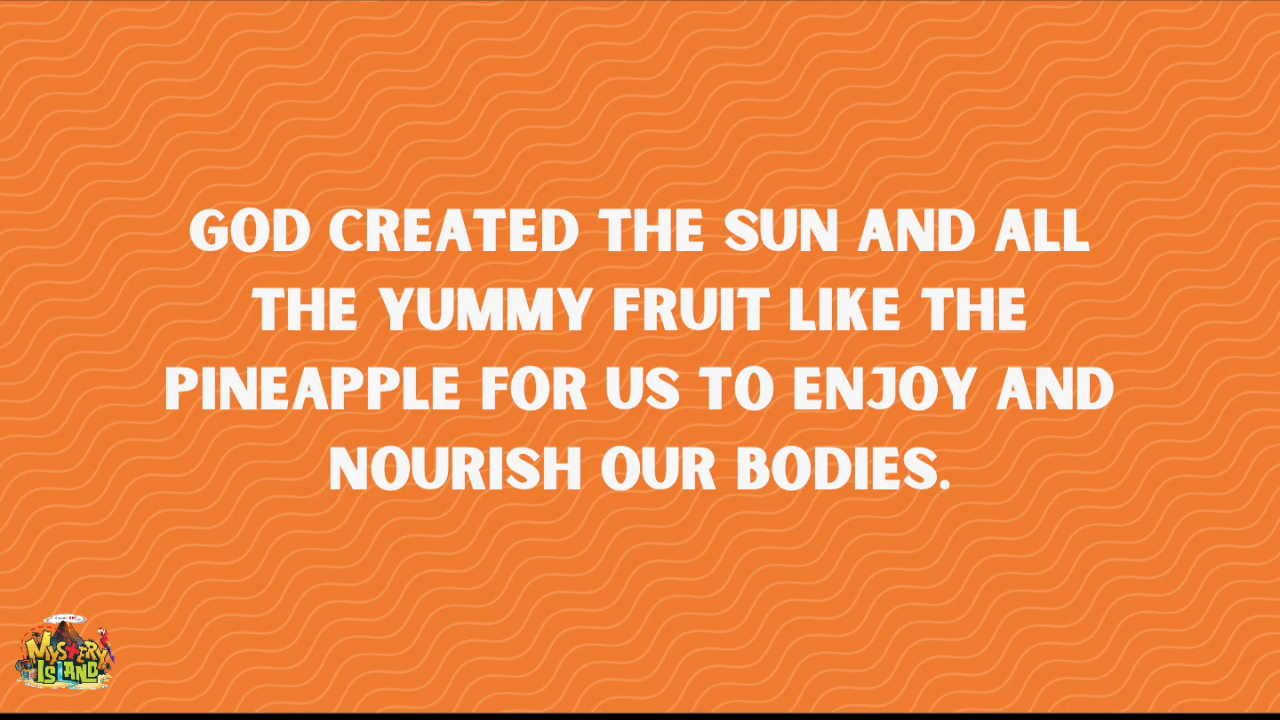 GOD CREATED THE SUN AND ALL
THE YUMMY FRUIT LIKE THE
PINEAPPLE FOR US TO ENJOY AND
NOURISH OUR BODIES.
MYSTERY
ISLAND